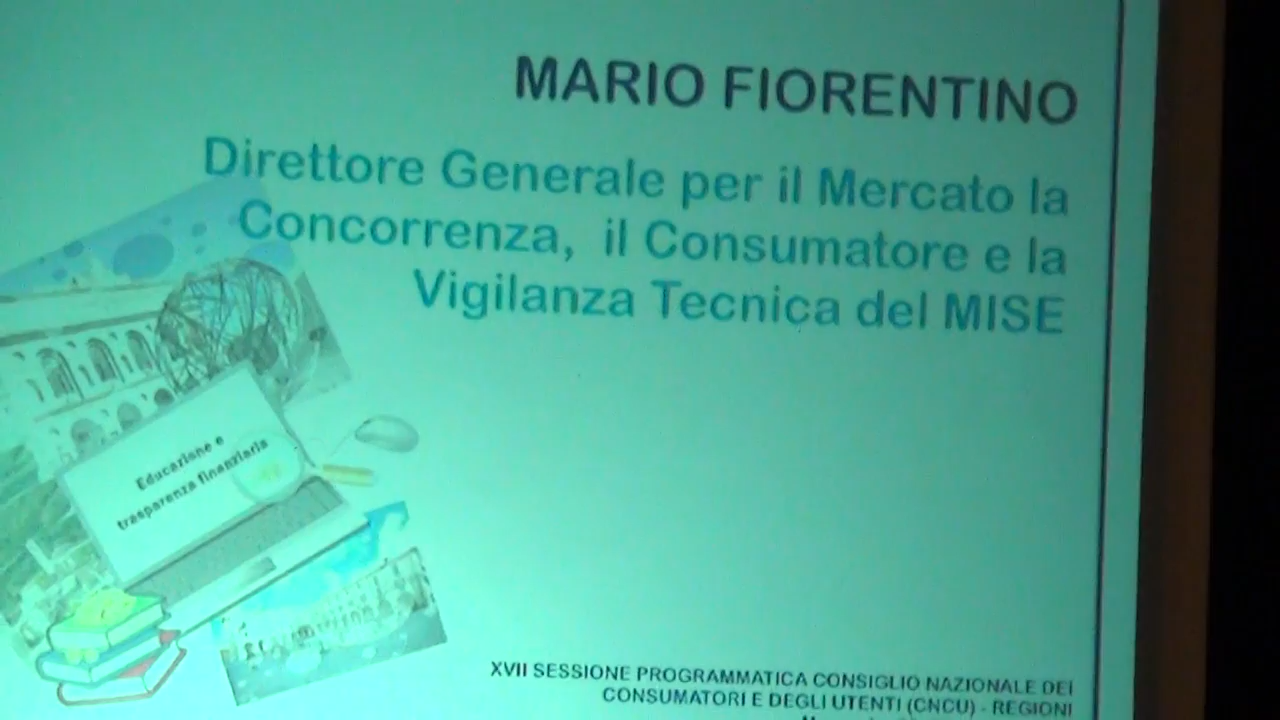 MARIO FIORENTINO
Direttore Generale per il Mercato la
Concorrenza, il Consumatore e la
Vigilanza Tecnica del MISE
Educazione e
trasparenza finanziaria
XVII SESSIONE PROGRAMMATICA CONSIGLIO NAZIONALE DEI
CONSUMATORI E DEGLI UTENTI (CNCU) - REGIONI